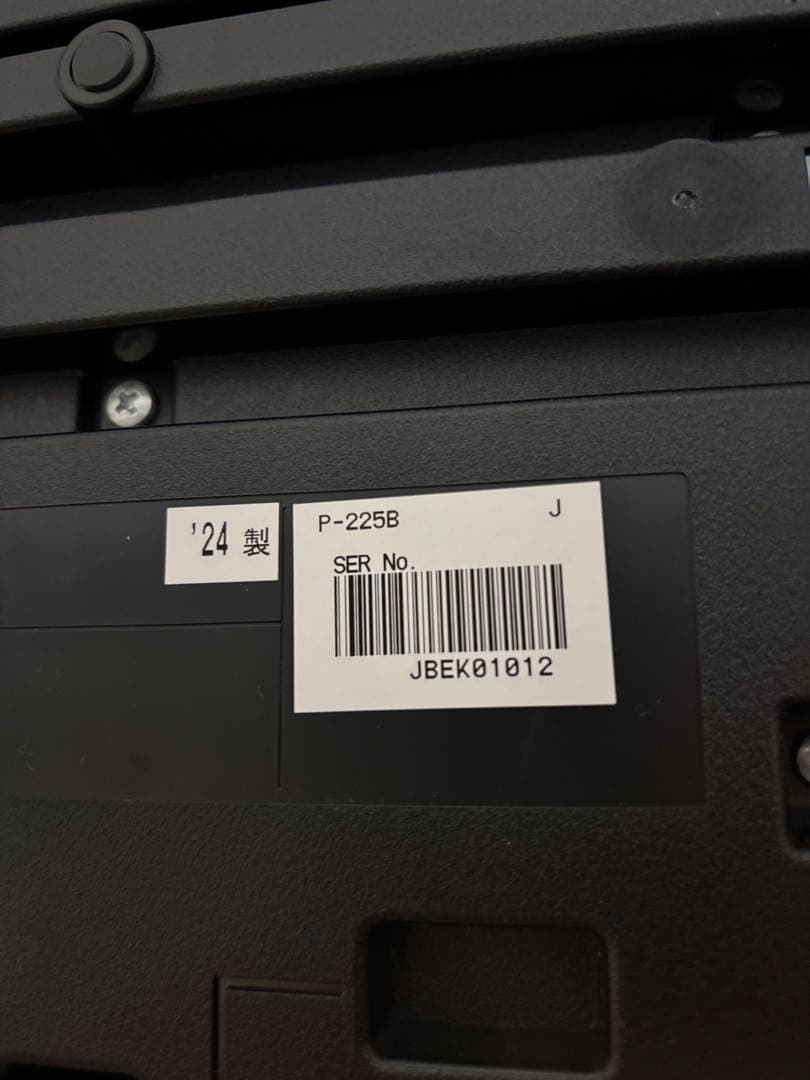 '24 製
P-225B J
SER No.
JBEK01012